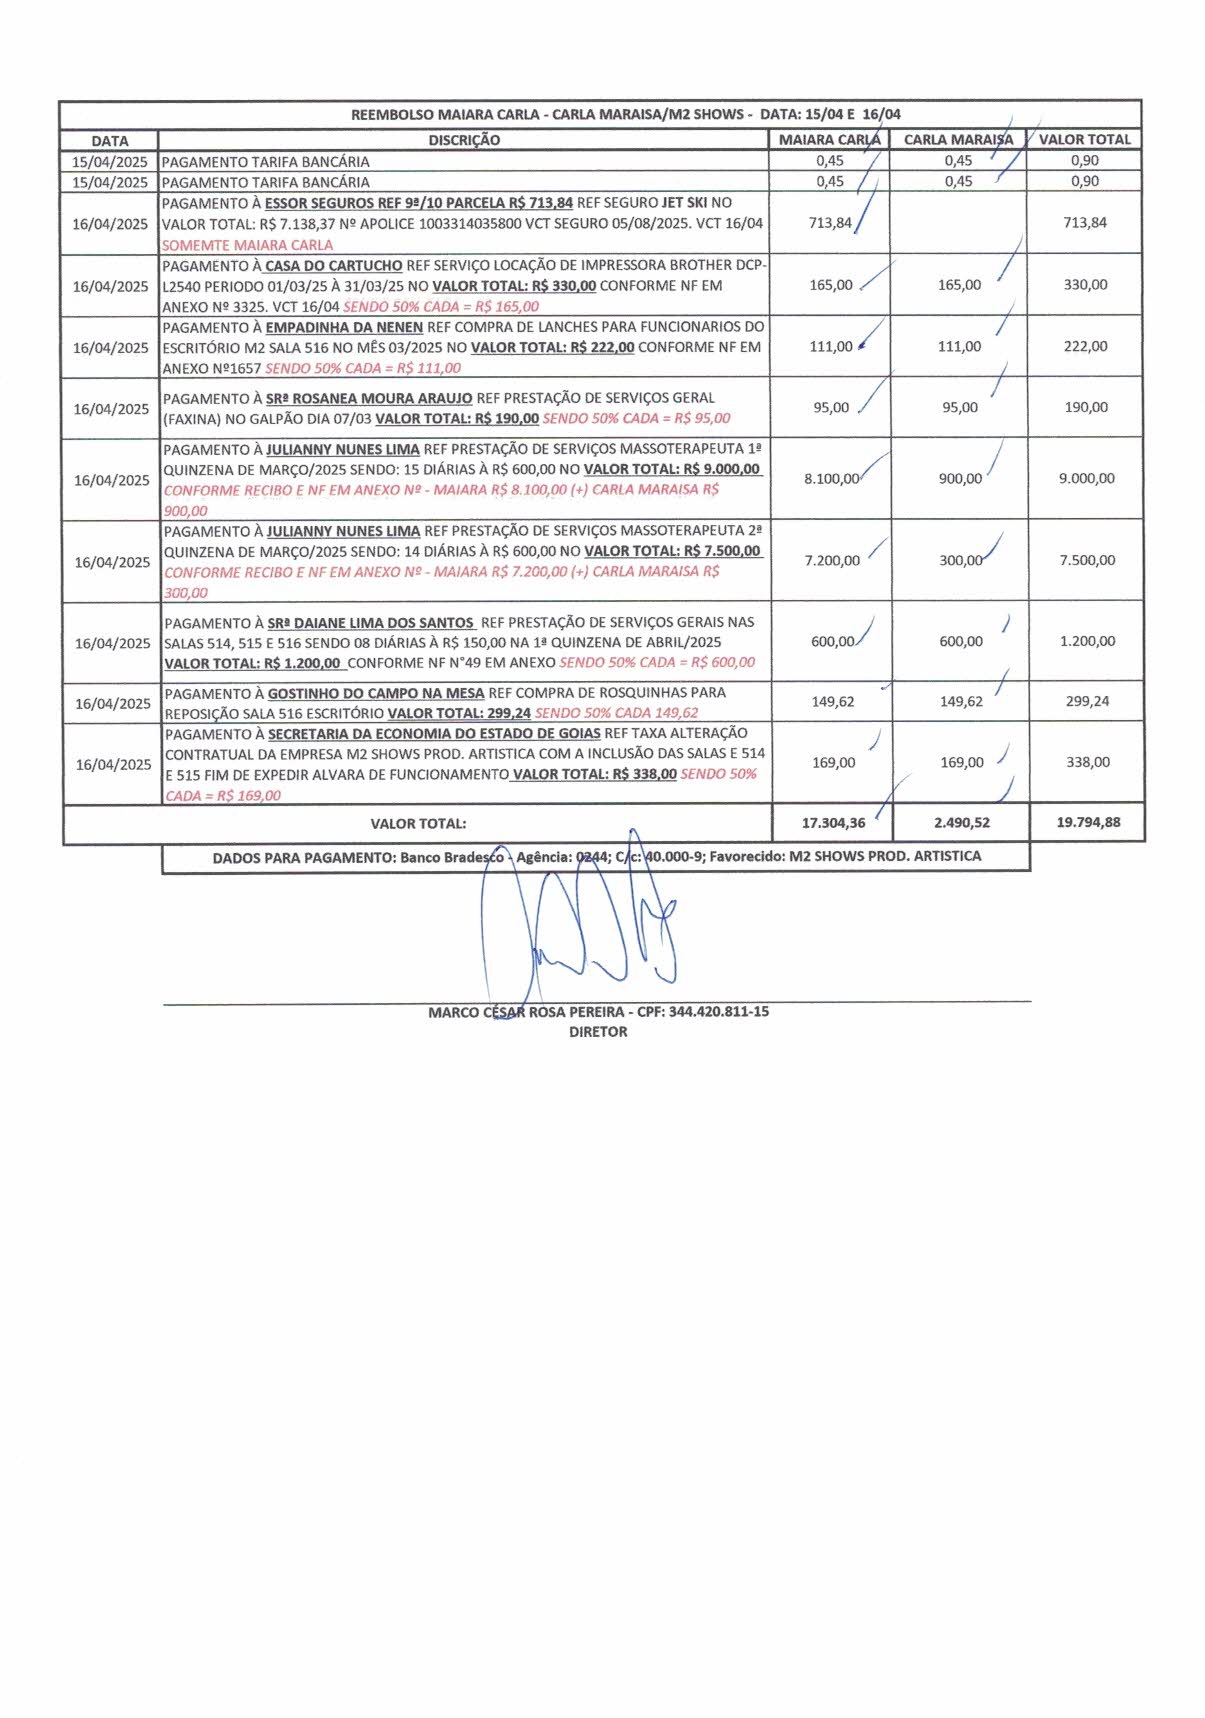 REEMBOLSO MAIARA CARLA - CARLA MARAISA/M2 SHOWS - DATA: 15/04 E 16/04
DATA DISCRIÇÃO MAIARA CARLA CARLA MARAISA VALOR TOTAL
15/04/2025 PAGAMENTO TARIFA BANCÁRIA 0,45 0,45 0,90
15/04/2025 PAGAMENTO TARIFA BANCÁRIA 0,45 0,45 0,90
PAGAMENTO À ESSOR SEGUROS REF 9ª/10 PARCELA R$ 713,84 REF SEGURO JET SKI NO
16/04/2025 VALOR TOTAL: R$ 7.138,37 Nº APOLICE 1003314035800 VCT SEGURO 05/08/2025. VCT 16/04 713,84 713,84
SOMEMTE MAIARA CARLA
PAGAMENTO À CASA DO CARTUCHO REF SERVIÇO LOCAÇÃO DE IMPRESSORA BROTHER DCP-
16/04/2025 L2540 PERIODO 01/03/25 À 31/03/25 NO VALOR TOTAL: R$ 330,00 CONFORME NF EM 165,00 165,00 330,00
ANEXO Nº 3325. VCT 16/04 SENDO 50% CADA = R$ 165,00
PAGAMENTO À EMPADINHA DA NENEN REF COMPRA DE LANCHES PARA FUNCIONARIOS DO
16/04/2025 ESCRITÓRIO M2 SALA 516 NO MÊS 03/2025 NO VALOR TOTAL: R$ 222,00 CONFORME NF EM 111,00 111,00 222,00
ANEXO Nº1657 SENDO 50% CADA = R$ 111,00
PAGAMENTO À SRª ROSANEA MOURA ARAUJO REF PRESTAÇÃO DE SERVIÇOS GERAL
16/04/2025 (FAXINA) NO GALPÃO DIA 07/03 VALOR TOTAL: R$ 190,00 SENDO 50% CADA = R$ 95,00 95,00 95,00 190,00
PAGAMENTO À JULIANNY NUNES LIMA REF PRESTAÇÃO DE SERVIÇOS MASSOTERAPEUTA 1ª
QUINZENA DE MARÇO/2025 SENDO: 15 DIÁRIAS À R$ 600,00 NO VALOR TOTAL: R$ 9.000,00
16/04/2025 CONFORME RECIBO E NF EM ANEXO Nº - MAIARA R$ 8.100,00 (+) CARLA MARAISA R$ 8.100,00 900,00 9.000,00
900,00
PAGAMENTO À JULIANNY NUNES LIMA REF PRESTAÇÃO DE SERVIÇOS MASSOTERAPEUTA 2ª
QUINZENA DE MARÇO/2025 SENDO: 14 DIÁRIAS À R$ 600,00 NO VALOR TOTAL: R$ 7.500,00
16/04/2025 CONFORME RECIBO E NF EM ANEXO Nº - MAIARA R$ 7.200,00 (+) CARLA MARAISA R$ 7.200,00 300,00 7.500,00
300,00
PAGAMENTO À SRª DAIANE LIMA DOS SANTOS REF PRESTAÇÃO DE SERVIÇOS GERAIS NAS
16/04/2025 SALAS 514, 515 E 516 SENDO 08 DIÁRIAS À R$ 150,00 NA 1ª QUINZENA DE ABRIL/2025 600,00 600,00 1.200,00
VALOR TOTAL: R$ 1.200,00 CONFORME NF N°49 EM ANEXO SENDO 50% CADA = R$ 600,00
PAGAMENTO À GOSTINHO DO CAMPO NA MESA REF COMPRA DE ROSQUINHAS PARA
16/04/2025 REPOSIÇÃO SALA 516 ESCRITÓRIO VALOR TOTAL: 299,24 SENDO 50% CADA 149,62 149,62 149,62 299,24
PAGAMENTO À SECRETARIA DA ECONOMIA DO ESTADO DE GOIAS REF TAXA ALTERAÇÃO
CONTRATUAL DA EMPRESA M2 SHOWS PROD. ARTISTICA COM A INCLUSÃO DAS SALAS E 514
16/04/2025 E 515 FIM DE EXPEDIR ALVARA DE FUNCIONAMENTO VALOR TOTAL: R$ 338,00 SENDO 50% 169,00 169,00 338,00
CADA = R$ 169,00
VALOR TOTAL: 17.304,36 2.490,52 19.794,88
DADOS PARA PAGAMENTO: Banco Bradesco - Agência: 0244; C/c: 40.000-9; Favorecido: M2 SHOWS PROD. ARTISTICA
MARCO CÉSAR ROSA PEREIRA - CPF: 344.420.811-15
DIRETOR